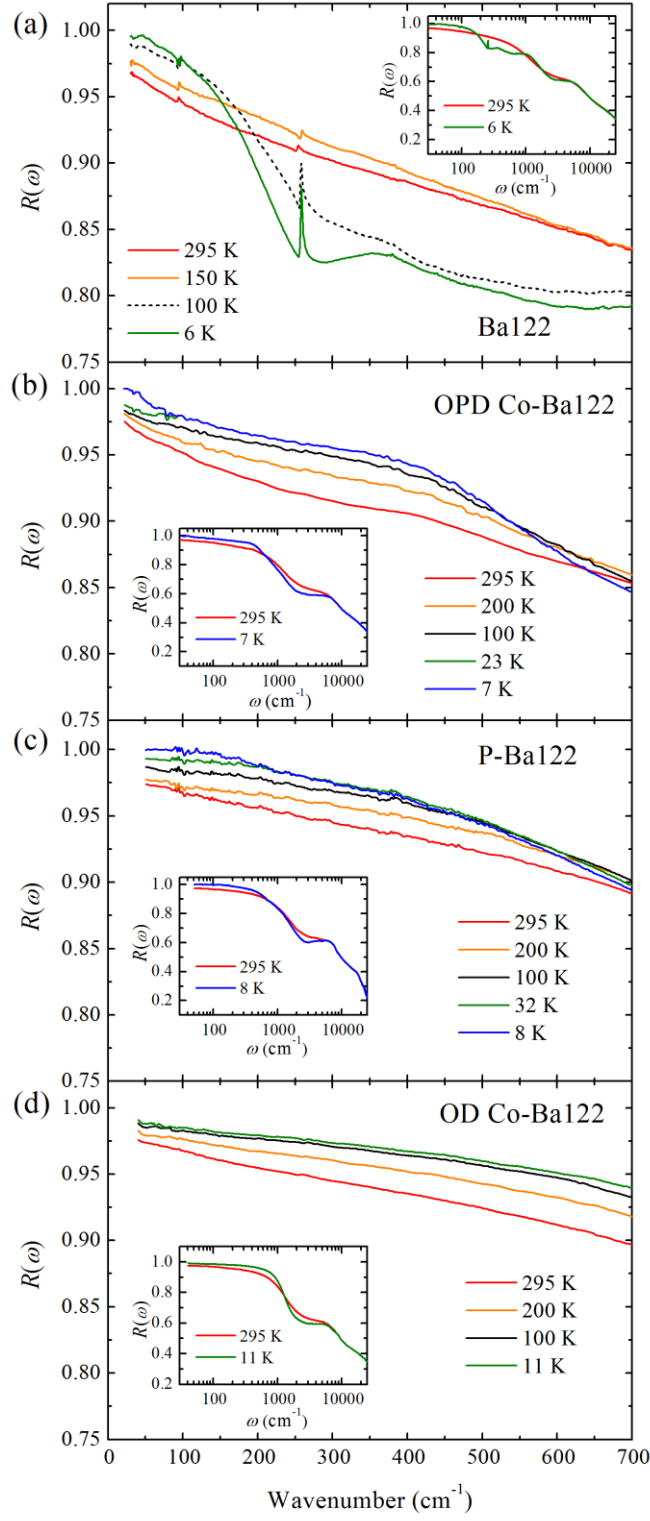 (a)
1.00
0.95
0.90
0.85
0.80
0.75
R(ω)
295 K
150 K
100 K
6 K
Ba122
1.0
0.8
0.6
0.4
0.2
R(ω)
295 K
6 K
100 1000 10000
ω (cm⁻¹)
(b)
1.00
0.95
0.90
0.85
0.80
0.75
R(ω)
OPD Co-Ba122
295 K
200 K
100 K
23 K
7 K
1.0
0.8
0.6
0.4
0.2
R(ω)
295 K
7 K
100 1000 10000
ω (cm⁻¹)
(c)
1.00
0.95
0.90
0.85
0.80
0.75
R(ω)
P-Ba122
295 K
200 K
100 K
32 K
8 K
1.0
0.8
0.6
0.4
0.2
R(ω)
295 K
8 K
100 1000 10000
ω (cm⁻¹)
(d)
1.00
0.95
0.90
0.85
0.80
0.75
R(ω)
OD Co-Ba122
295 K
200 K
100 K
11 K
1.0
0.8
0.6
0.4
0.2
R(ω)
295 K
11 K
100 1000 10000
ω (cm⁻¹)
0 100 200 300 400 500 600 700
Wavenumber (cm⁻¹)